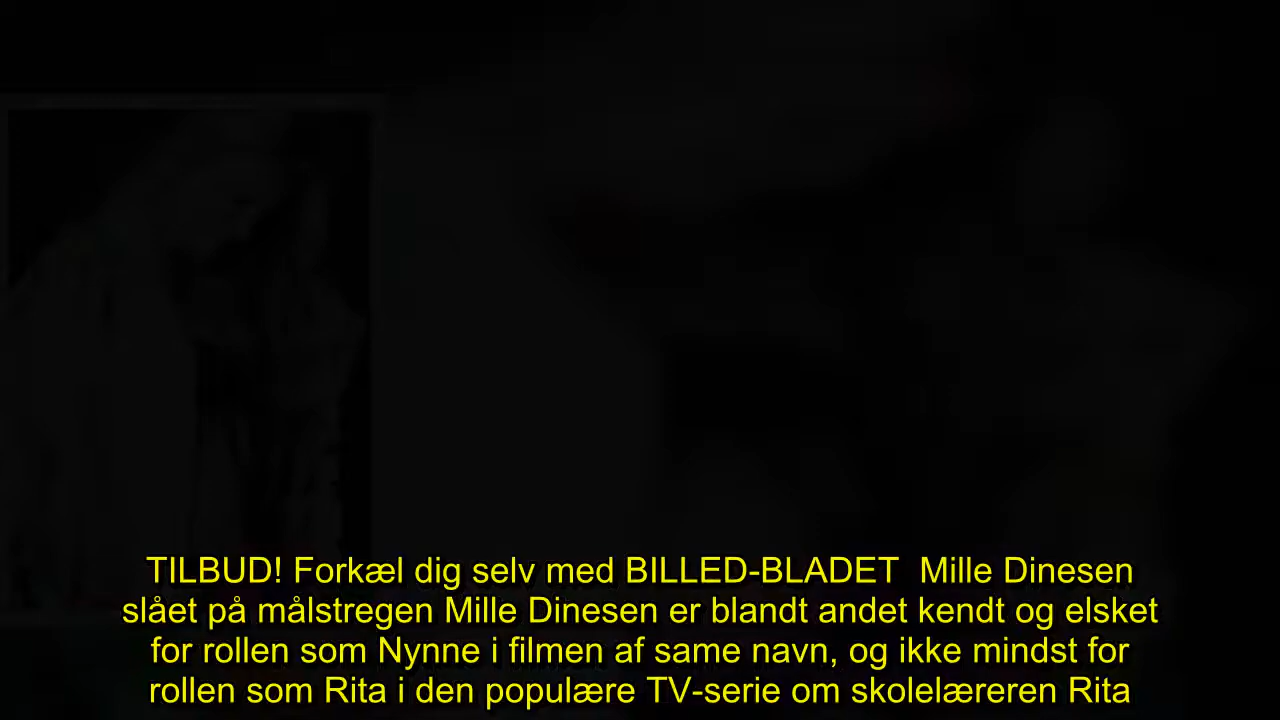 TILBUD! Forkæl dig selv med BILLED-BLADET  Mille Dinesen
slået på målstregen Mille Dinesen er blandt andet kendt og elsket
for rollen som Nynne i filmen af same navn, og ikke mindst for
rollen som Rita i den populære TV-serie om skolelæreren Rita